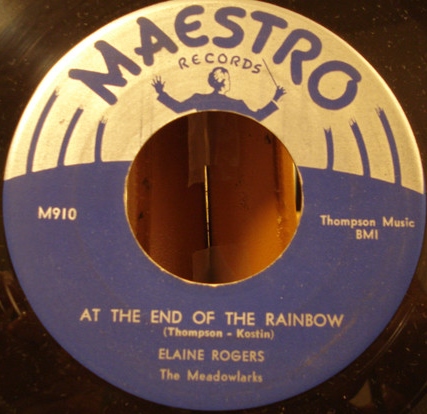 MAESTRO
RECORDS
M910
Thompson Music
BMI
AT THE END OF THE RAINBOW
(Thompson - Kostin)
ELAINE ROGERS
The Meadowlarks